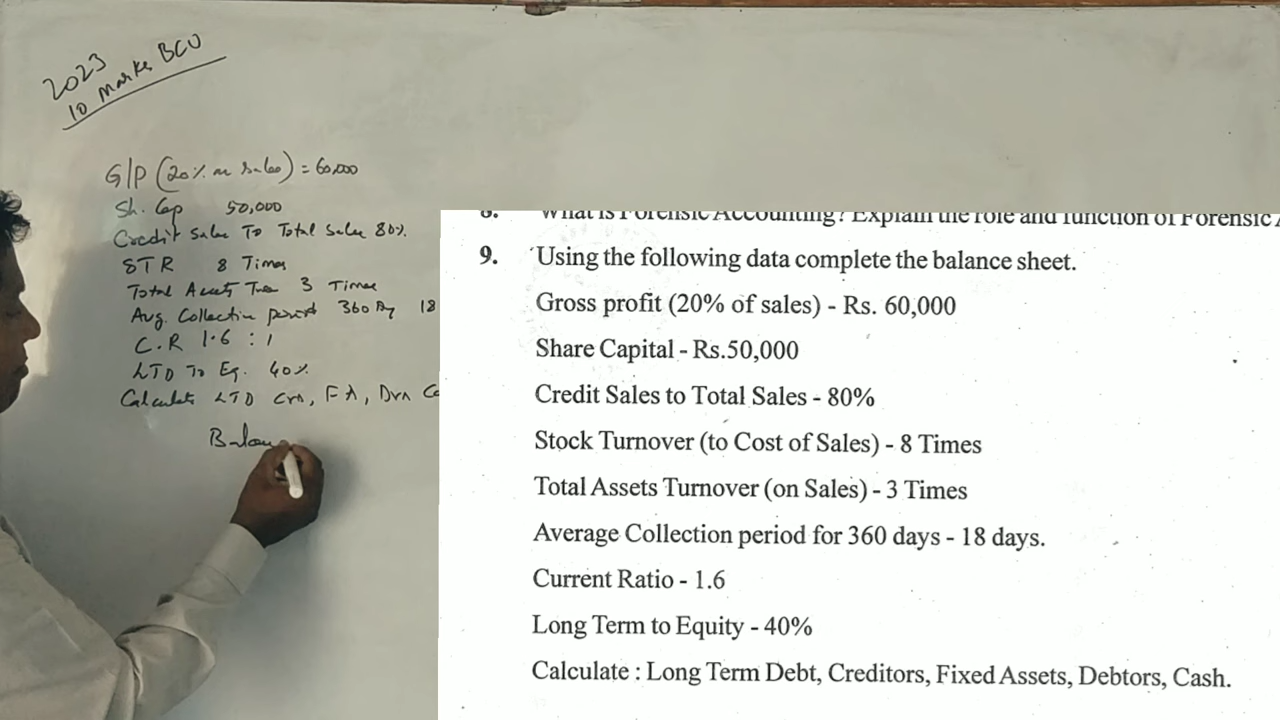 2023
10 marks BCU
G/P (20% on sales) = 60,000
Sh. Cap 50,000
Credit Sales To Total Sales 80%.
STR 8 Times
Total Assets Tur 3 Times
Avg. Collection period 360 Dy 18
C.R 1.6 : 1
LTD To Eq. 40%
Calculate LTD Crs, FA, Drs Ca
Balan
8. What is Forensic Accounting? Explain the role and function of Forensic
9. Using the following data complete the balance sheet.
Gross profit (20% of sales) - Rs. 60,000
Share Capital - Rs.50,000
Credit Sales to Total Sales - 80%
Stock Turnover (to Cost of Sales) - 8 Times
Total Assets Turnover (on Sales) - 3 Times
Average Collection period for 360 days - 18 days.
Current Ratio - 1.6
Long Term to Equity - 40%
Calculate : Long Term Debt, Creditors, Fixed Assets, Debtors, Cash.